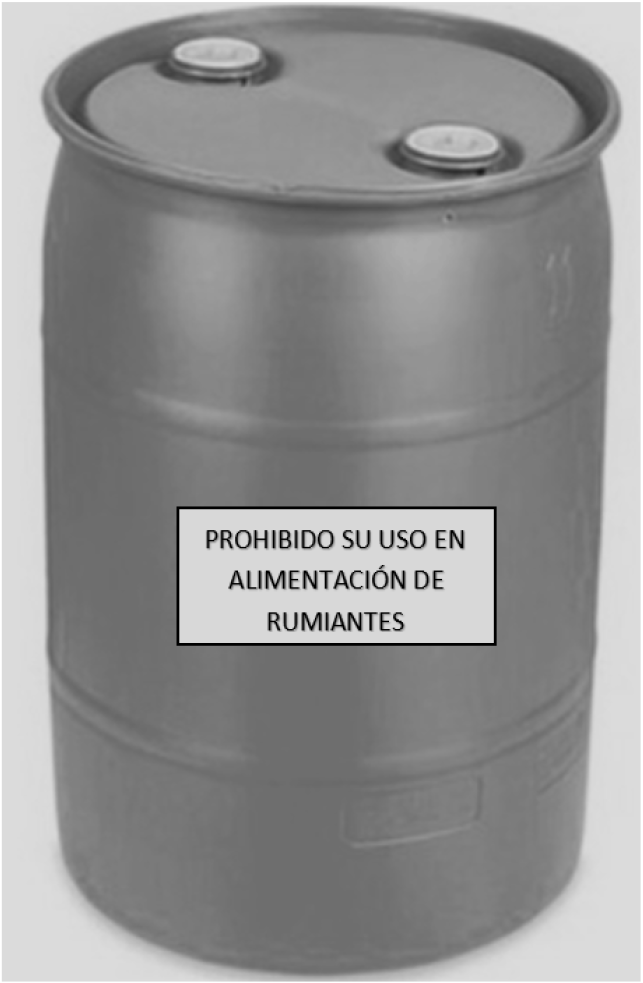 PROHIBIDO SU USO EN
ALIMENTACIÓN DE
RUMIANTES